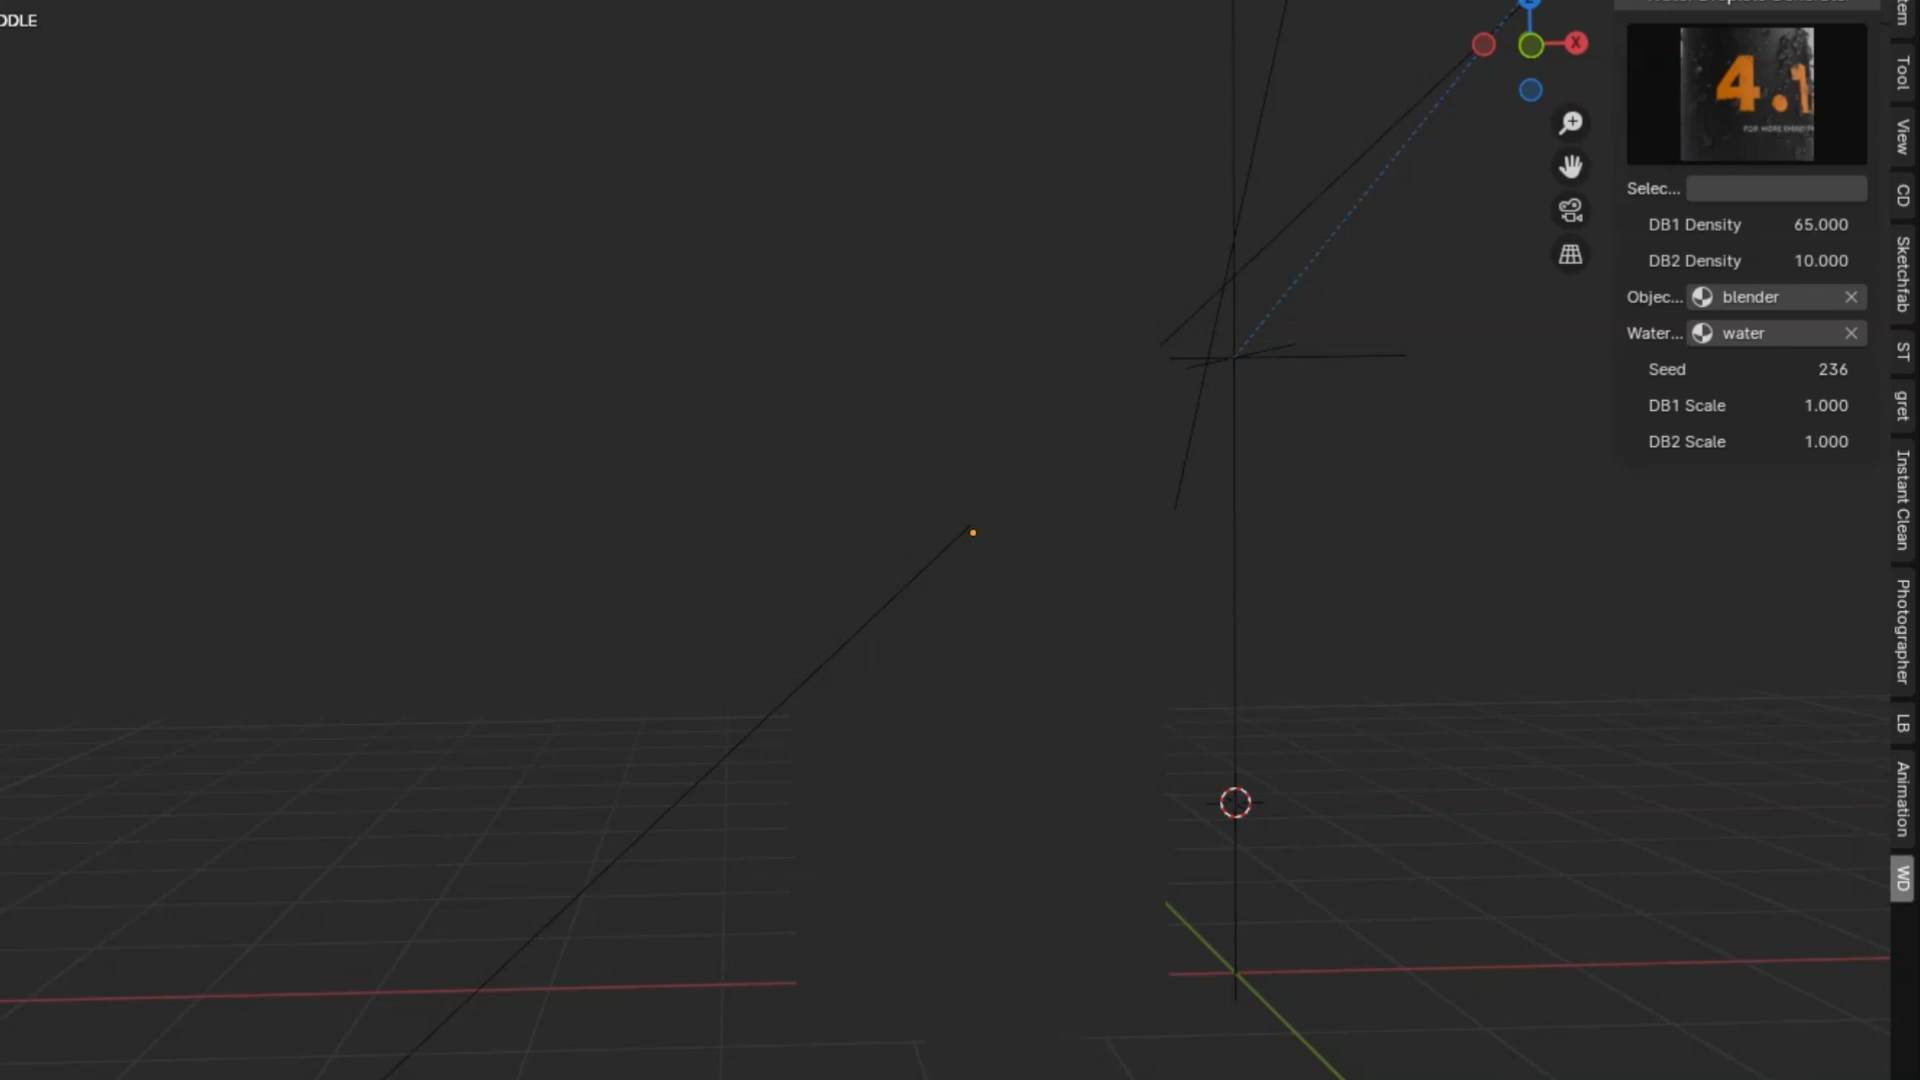 X
4.1
Selec...
DB1 Density 65.000
DB2 Density 10.000
Objec... blender
Water... water
Seed 236
DB1 Scale 1.000
DB2 Scale 1.000
Tool
View
CD
Sketchfab
ST
gret
Instant Clean
Photographer
LB
Animation
WD